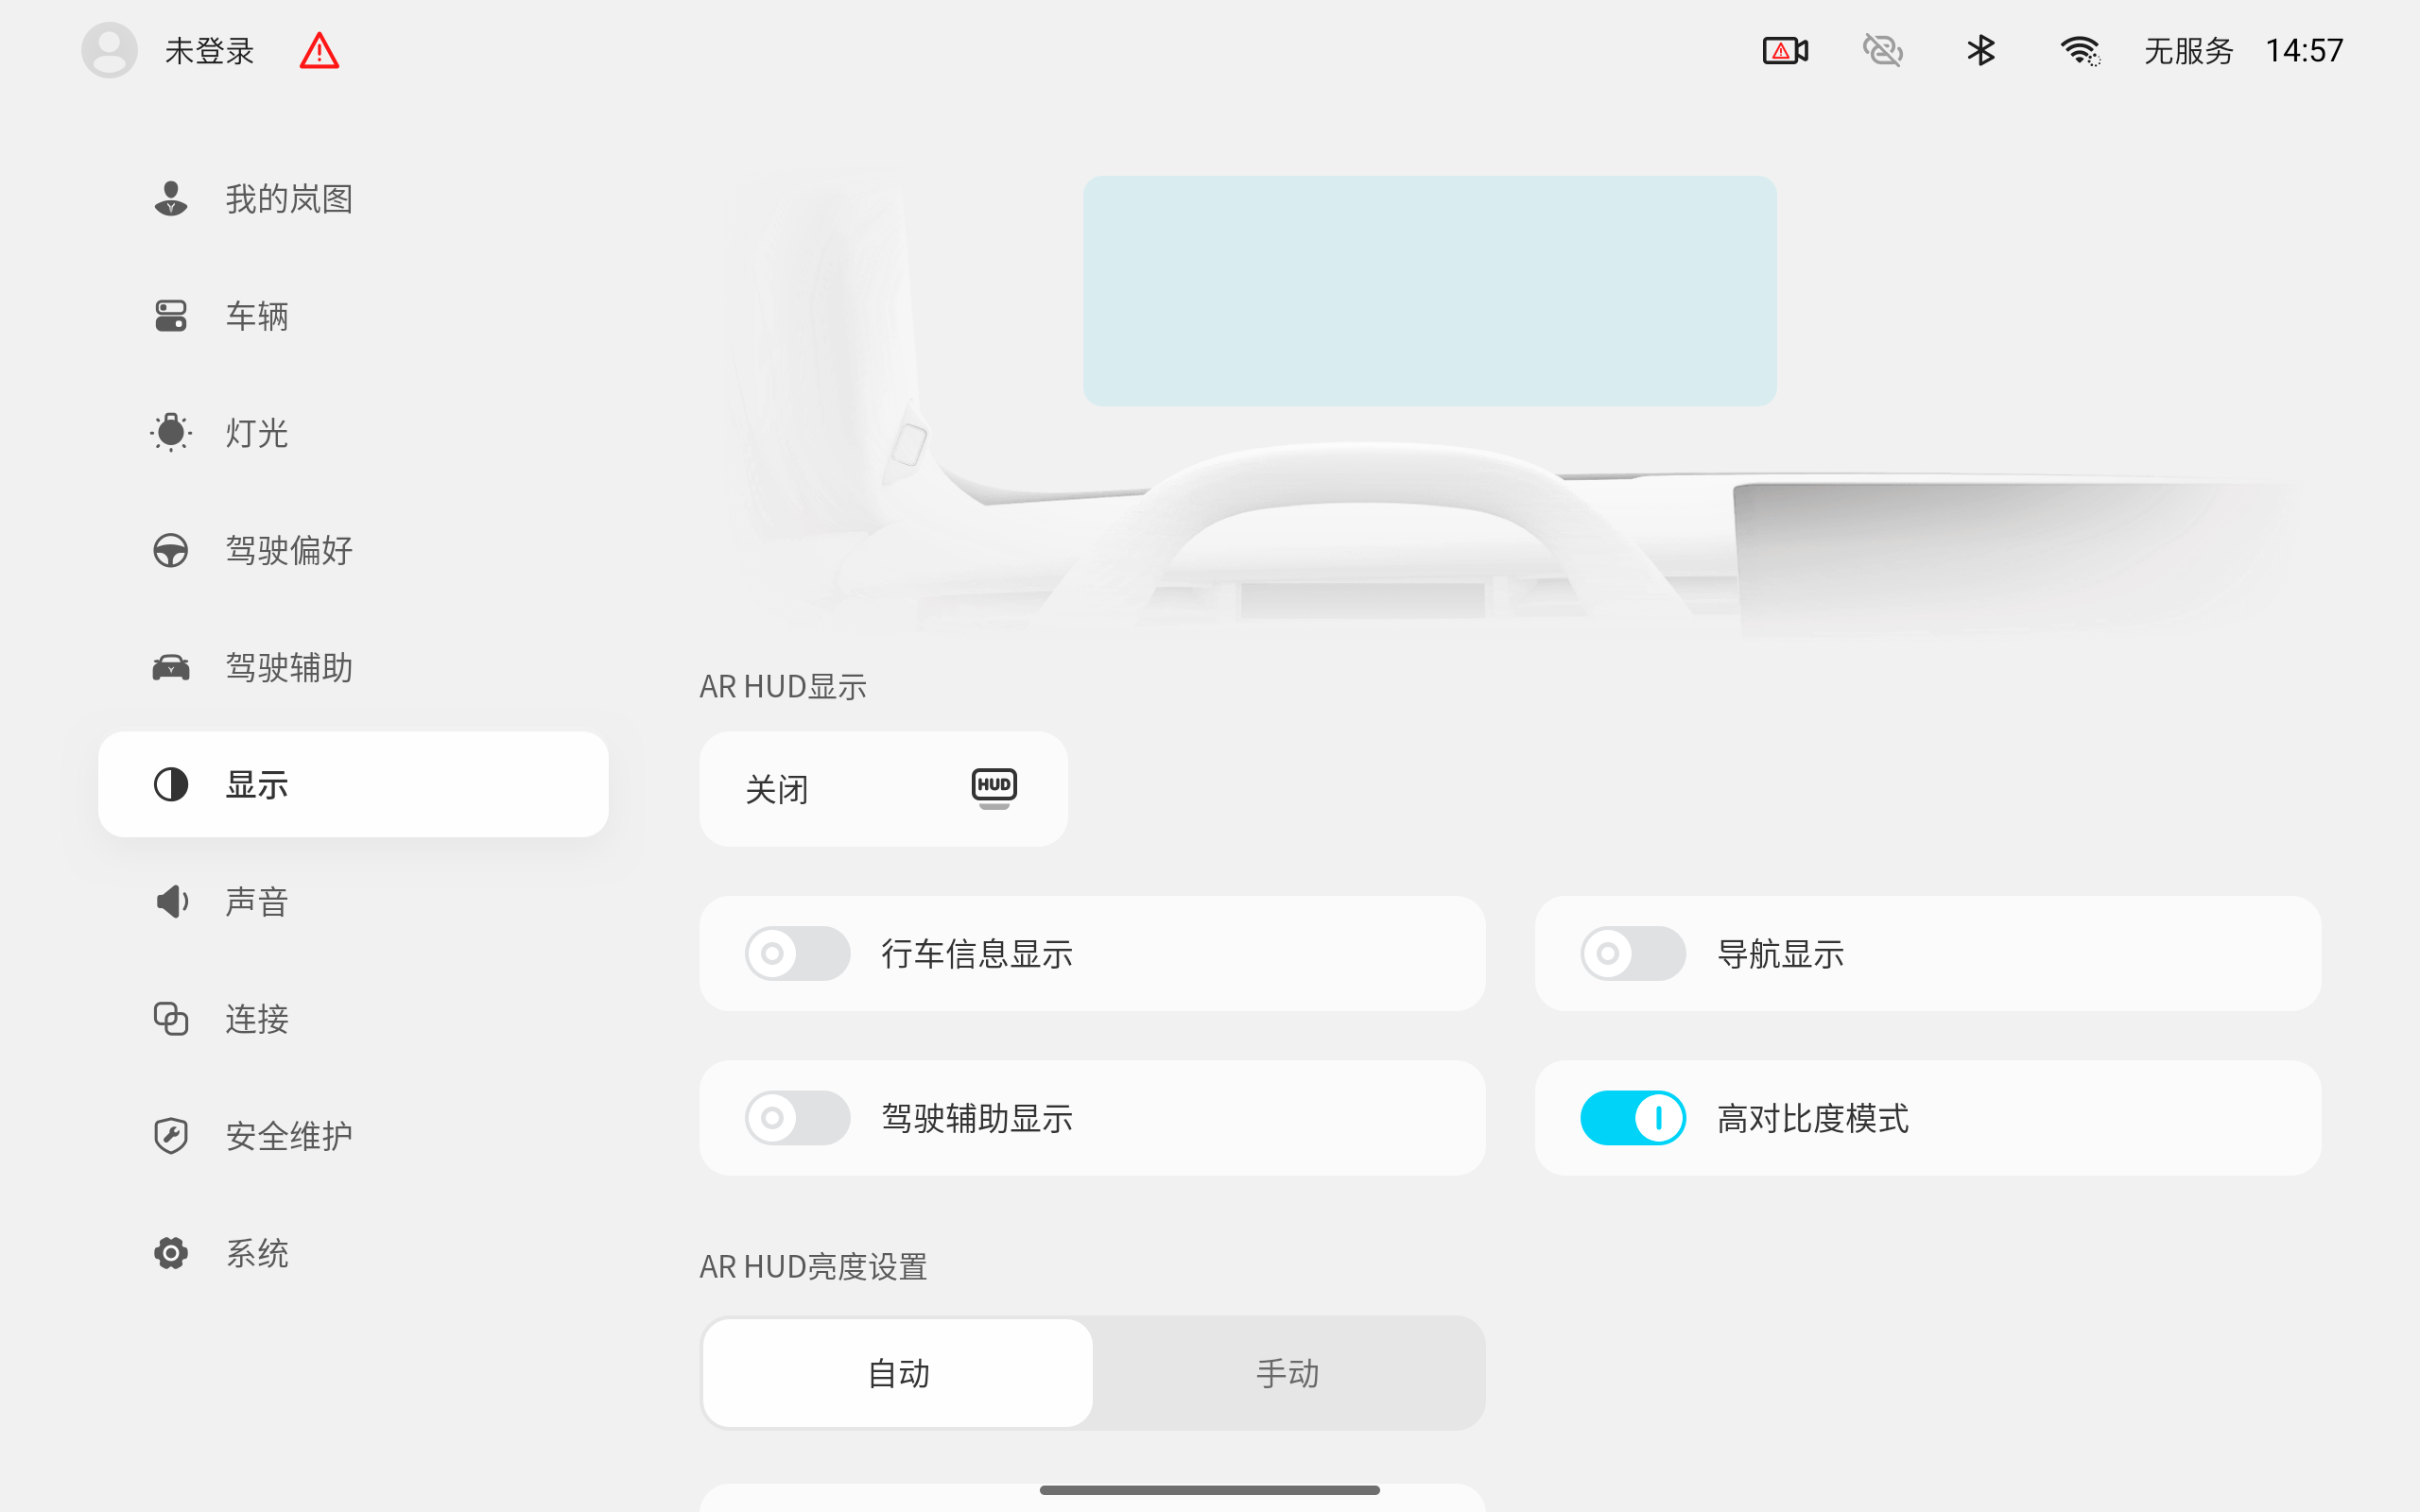 未登录
无服务 14:57
我的岚图
车辆
灯光
驾驶偏好
驾驶辅助
显示
声音
连接
安全维护
系统
AR HUD显示
关闭
HUD
行车信息显示
导航显示
驾驶辅助显示
高对比度模式
AR HUD亮度设置
自动
手动